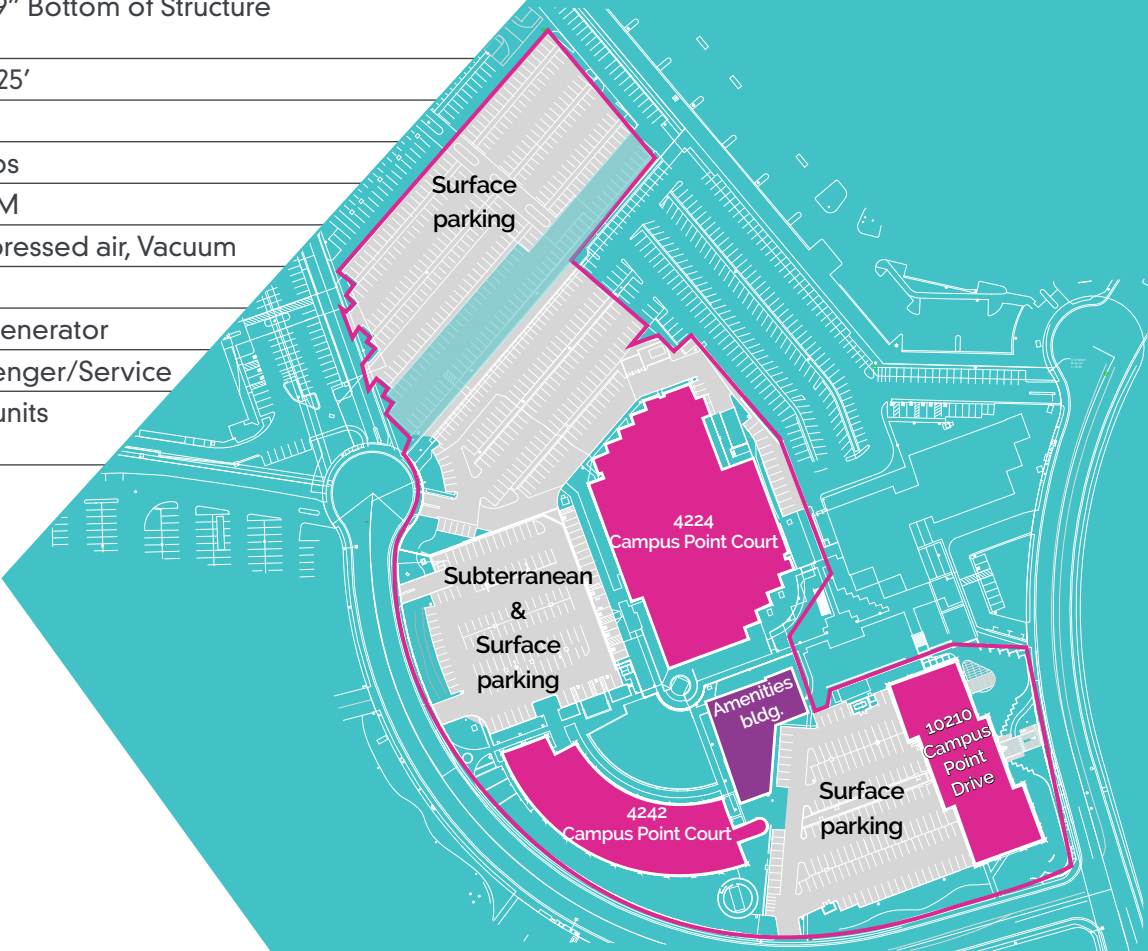 9” Bottom of Structure
25’
os
M
pressed air, Vacuum
enerator
enger/Service
units
Surface
parking
4224
Campus Point Court
Subterranean
&
Surface
parking
Amenities
bldg.
10210
Campus
Point
Drive
Surface
parking
4242
Campus Point Court